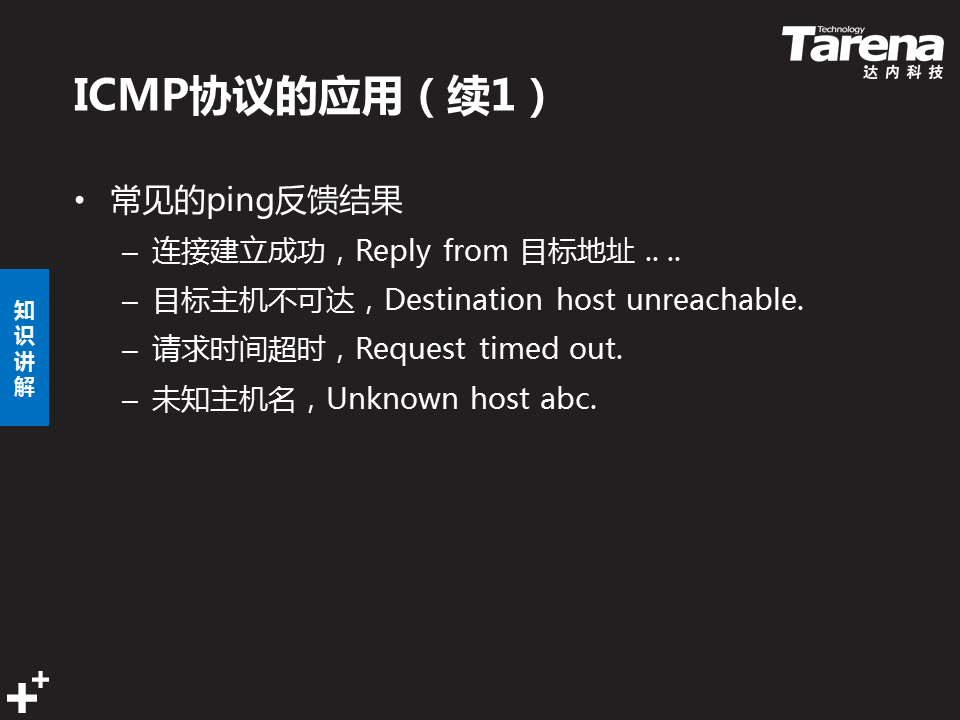 Technology
Tarena
达内科技
ICMP协议的应用（续1）
• 常见的ping反馈结果
– 连接建立成功，Reply from 目标地址 .. ..
– 目标主机不可达，Destination host unreachable.
– 请求时间超时，Request timed out.
– 未知主机名，Unknown host abc.
知
识
讲
解